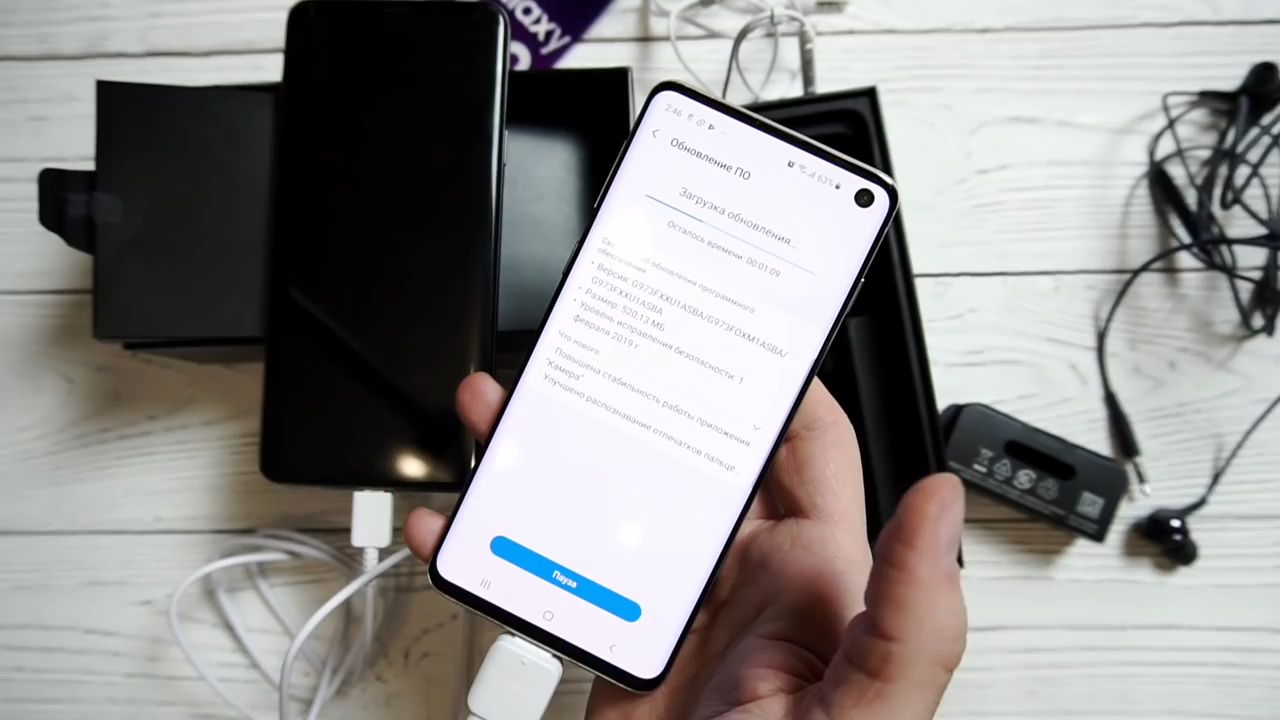 alaxy
2:46
63%
Обновление ПО
Загрузка обновления...
Осталось времени: 00:01:09
обновлении программного
обеспечения
• Версия: G973FXXU1ASBA/G973FOXM1ASBA/
G973FXXU1ASBA
• Размер: 520,13 МБ
• Уровень исправления безопасности: 1
февраля 2019 г.
Что нового
Повышена стабильность работы приложения
"Камера"
Улучшено распознавание отпечатков пальце...
Пауза